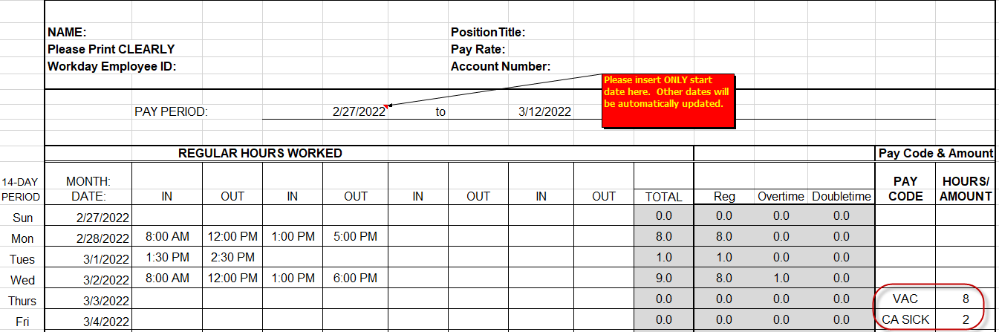 NAME: PositionTitle:
Please Print CLEARLY Pay Rate:
Workday Employee ID: Account Number:
Please insert ONLY start
date here. Other dates will
be automatically updated.
PAY PERIOD: 2/27/2022 to 3/12/2022
REGULAR HOURS WORKED Pay Code & Amount
14-DAY MONTH: PAY HOURS/
PERIOD DATE: IN OUT IN OUT IN OUT IN OUT TOTAL Reg Overtime Doubletime CODE AMOUNT
Sun 2/27/2022 0.0 0.0 0.0 0.0
Mon 2/28/2022 8:00 AM 12:00 PM 1:00 PM 5:00 PM 8.0 8.0 0.0 0.0
Tues 3/1/2022 1:30 PM 2:30 PM 1.0 1.0 0.0 0.0
Wed 3/2/2022 8:00 AM 12:00 PM 1:00 PM 6:00 PM 9.0 8.0 1.0 0.0
Thurs 3/3/2022 0.0 0.0 0.0 0.0 VAC 8
Fri 3/4/2022 0.0 0.0 0.0 0.0 CA SICK 2